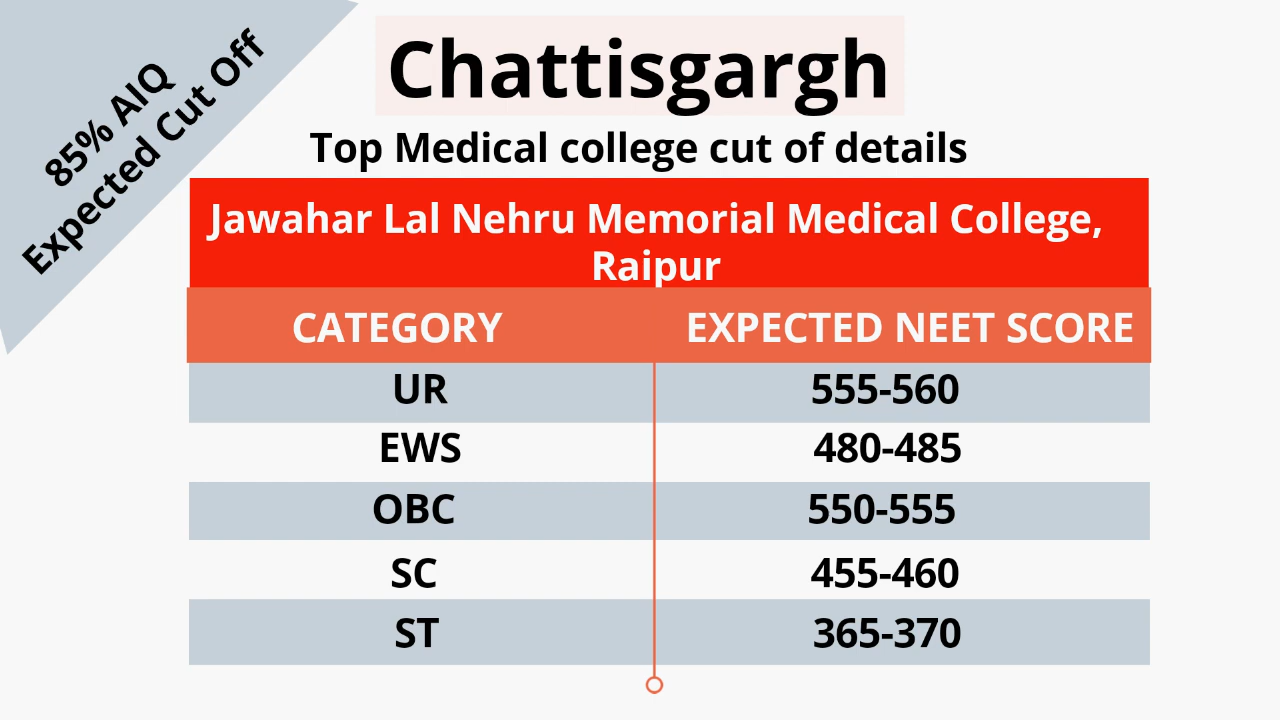 85% AIQ
Expected Cut Off
Chattisgargh
Top Medical college cut of details
Jawahar Lal Nehru Memorial Medical College,
Raipur
CATEGORY EXPECTED NEET SCORE
UR 555-560
EWS 480-485
OBC 550-555
SC 455-460
ST 365-370